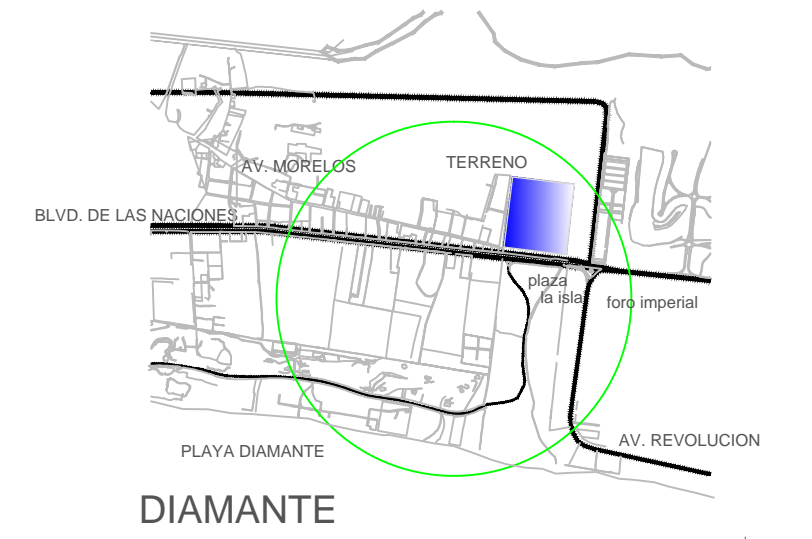 AV. MORELOS
TERRENO
BLVD. DE LAS NACIONES
plaza
la isla
foro imperial
AV. REVOLUCION
PLAYA DIAMANTE
DIAMANTE